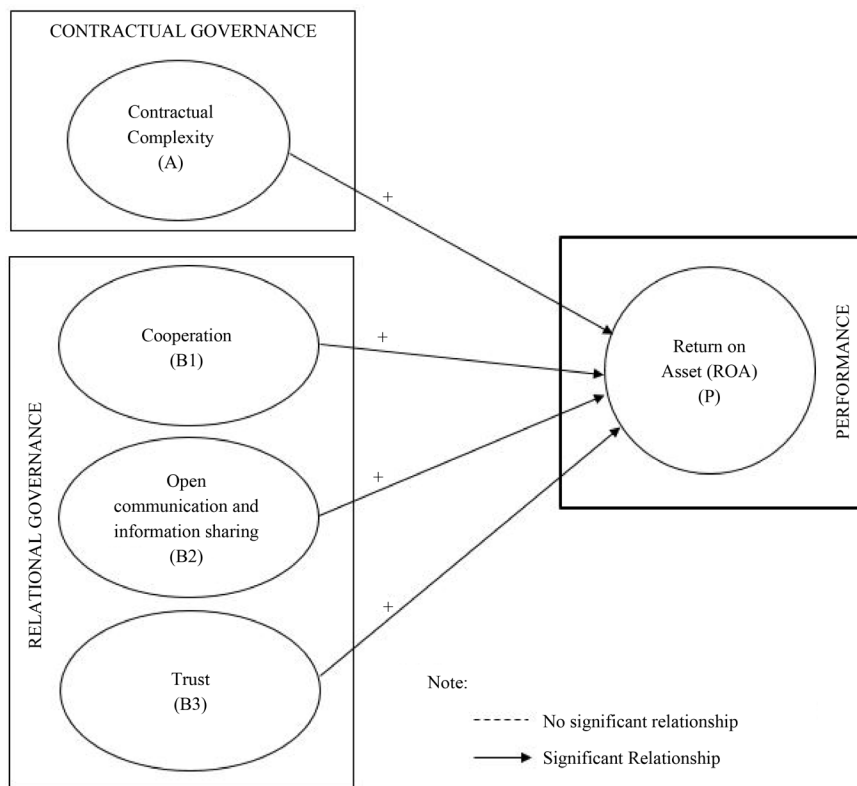 CONTRACTUAL GOVERNANCE
Contractual
Complexity
(A)
+
RELATIONAL GOVERNANCE
Cooperation
(B1)
+
Open
communication and
information sharing
(B2)
+
Trust
(B3)
+
Return on
Asset (ROA)
(P)
PERFORMANCE
Note:
No significant relationship
Significant Relationship